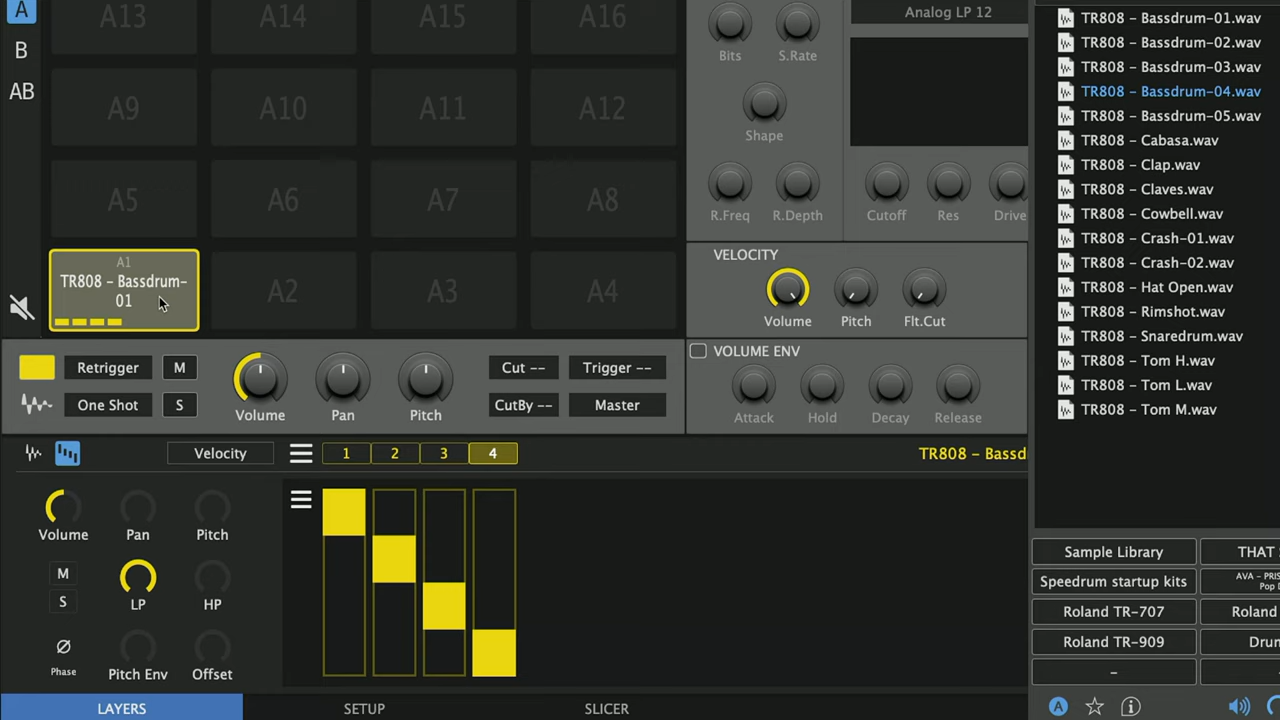 A
A13
A14
A15
A16
B
AB
A9
A10
A11
A12
A5
A6
A7
A8
A1
TR808 – Bassdrum-
01
A2
A3
A4
Retrigger
M
One Shot
S
Volume
Pan
Pitch
Cut --
Trigger --
CutBy --
Master
Analog LP 12
Bits
S.Rate
Shape
R.Freq
R.Depth
Cutoff
Res
Drive
VELOCITY
Volume
Pitch
Flt.Cut
VOLUME ENV
Attack
Hold
Decay
Release
Velocity
1
2
3
4
TR808 – Bassd
Volume
Pan
Pitch
M
S
LP
HP
Phase
Pitch Env
Offset
LAYERS
SETUP
SLICER
TR808 – Bassdrum-01.wav
TR808 – Bassdrum-02.wav
TR808 – Bassdrum-03.wav
TR808 – Bassdrum-04.wav
TR808 – Bassdrum-05.wav
TR808 – Cabasa.wav
TR808 – Clap.wav
TR808 – Claves.wav
TR808 – Cowbell.wav
TR808 – Crash-01.wav
TR808 – Crash-02.wav
TR808 – Hat Open.wav
TR808 – Rimshot.wav
TR808 – Snaredrum.wav
TR808 – Tom H.wav
TR808 – Tom L.wav
TR808 – Tom M.wav
Sample Library
THAT
Speedrum startup kits
AVA – PRIS
Pop D
Roland TR-707
Roland
Roland TR-909
Drum
–
A